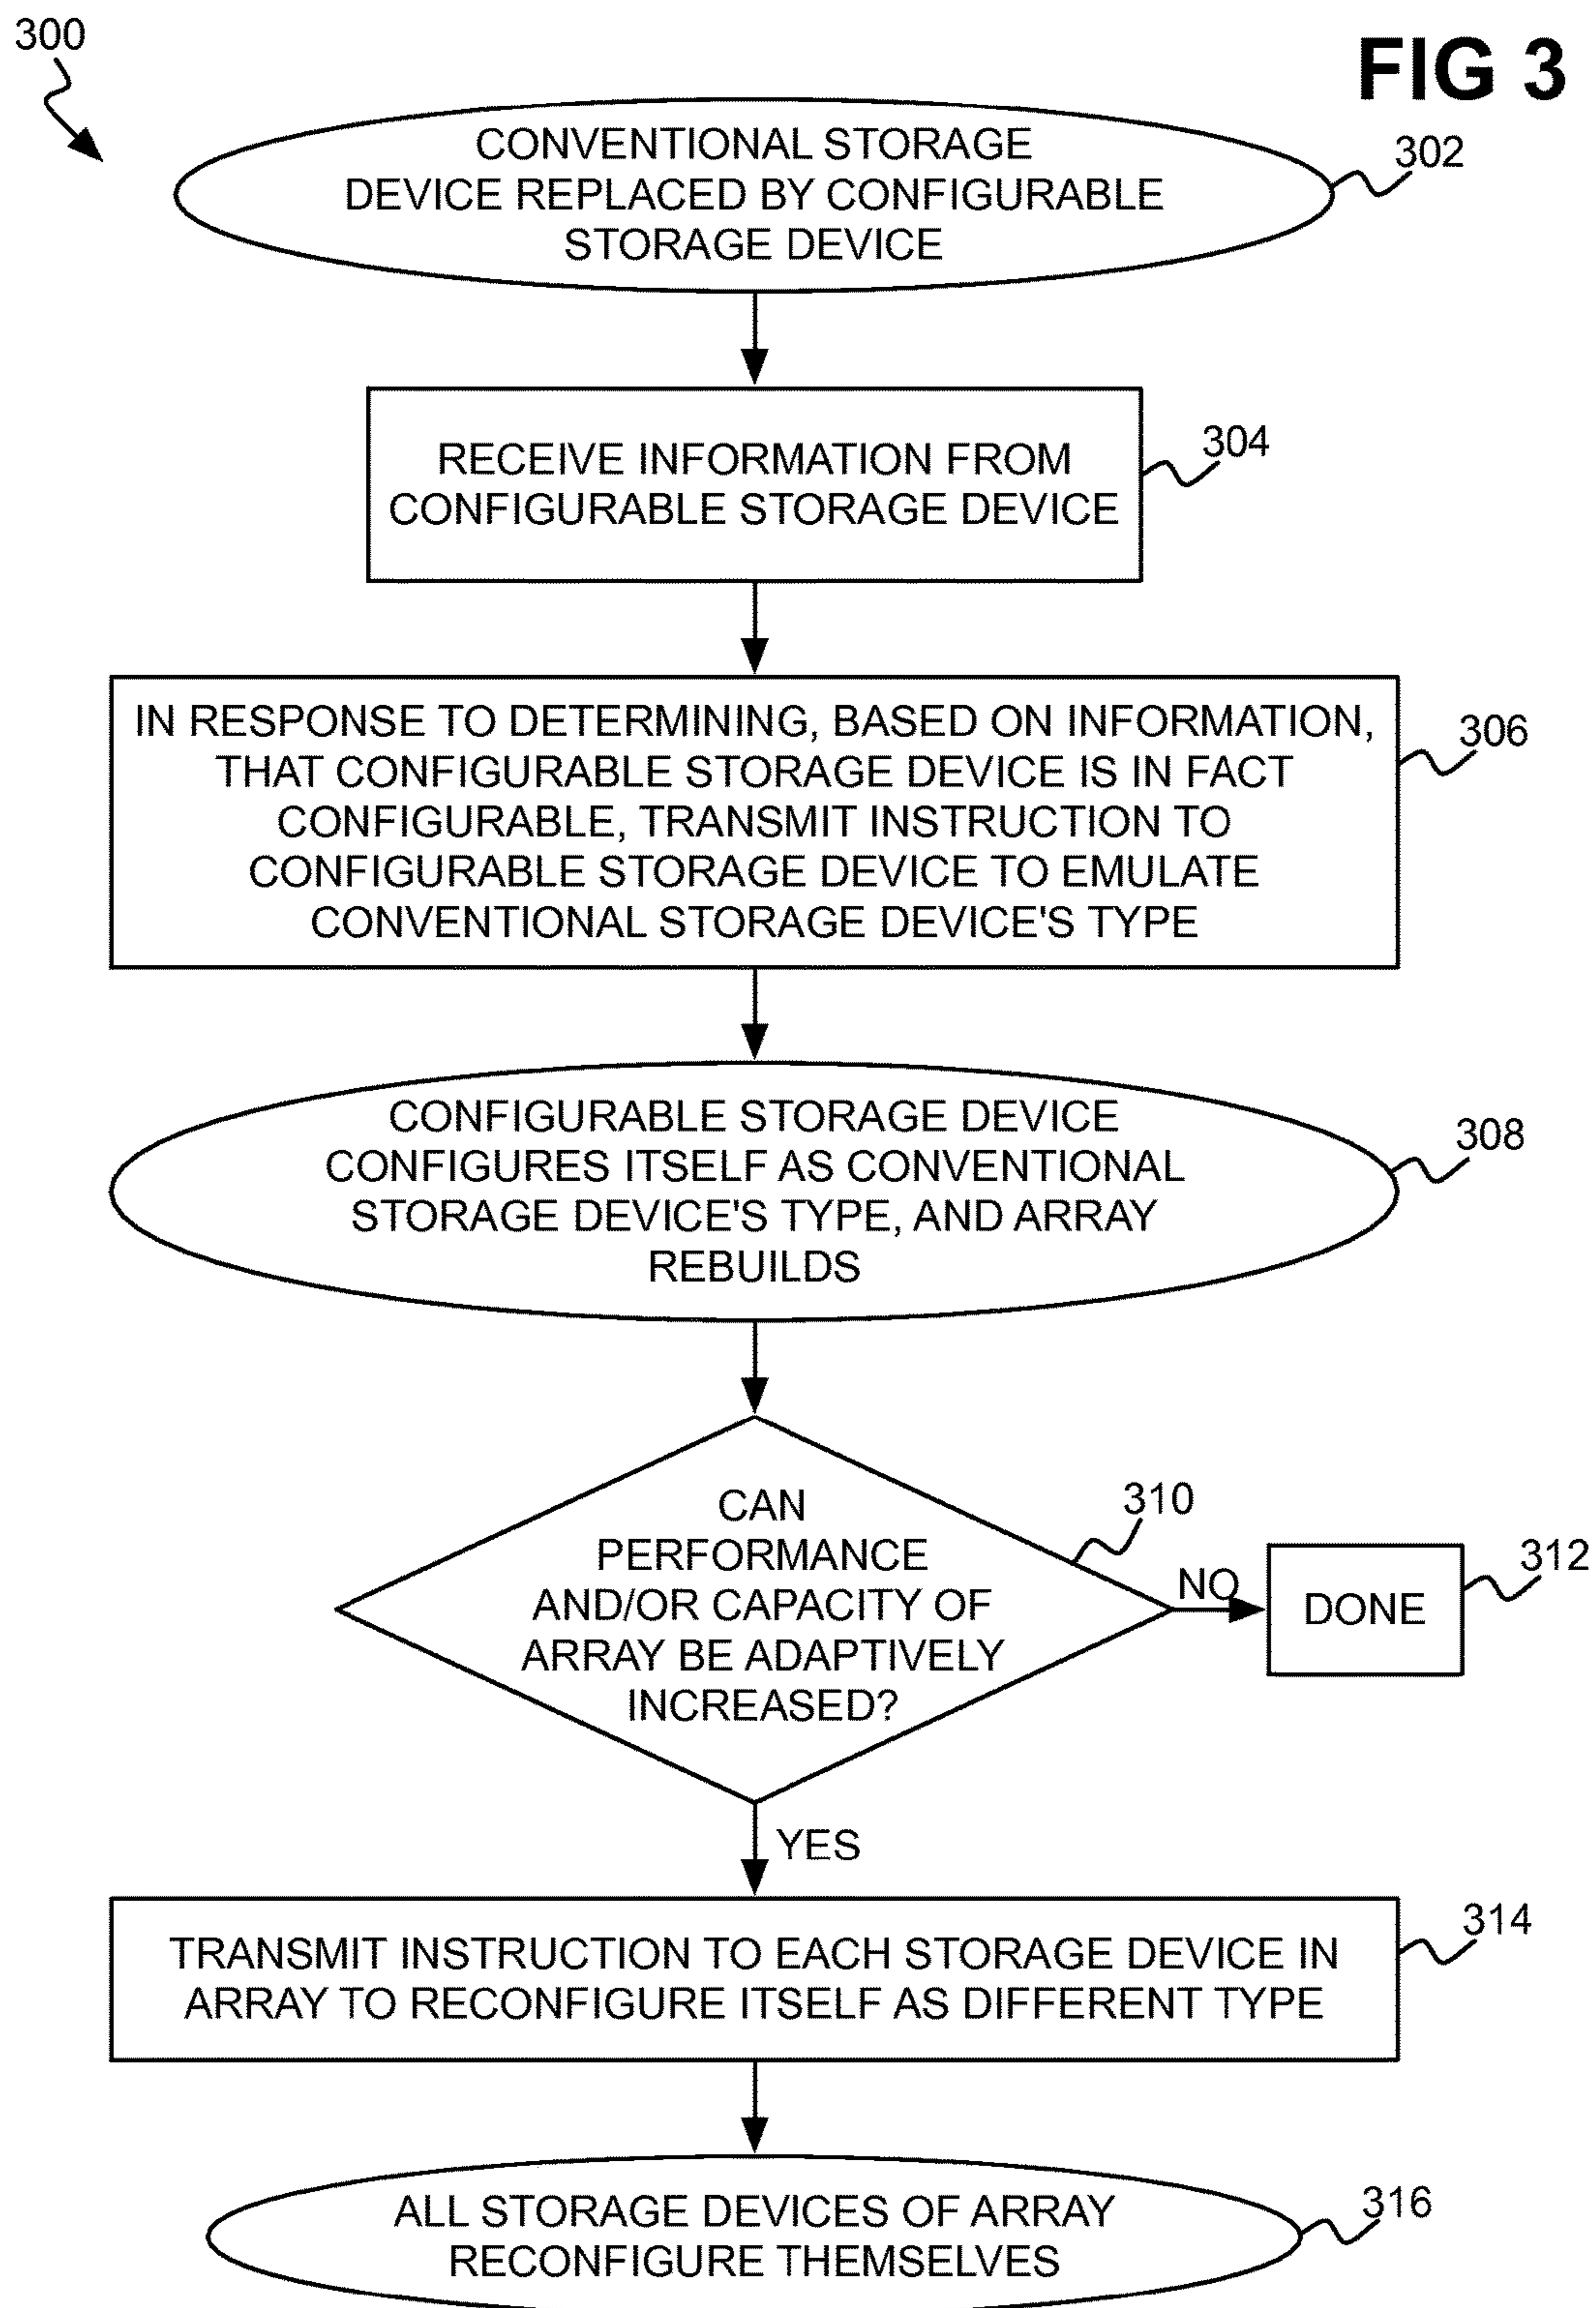 300
FIG 3
CONVENTIONAL STORAGE
DEVICE REPLACED BY CONFIGURABLE
STORAGE DEVICE
302
RECEIVE INFORMATION FROM
CONFIGURABLE STORAGE DEVICE
304
IN RESPONSE TO DETERMINING, BASED ON INFORMATION,
THAT CONFIGURABLE STORAGE DEVICE IS IN FACT
CONFIGURABLE, TRANSMIT INSTRUCTION TO
CONFIGURABLE STORAGE DEVICE TO EMULATE
CONVENTIONAL STORAGE DEVICE'S TYPE
306
CONFIGURABLE STORAGE DEVICE
CONFIGURES ITSELF AS CONVENTIONAL
STORAGE DEVICE'S TYPE, AND ARRAY
REBUILDS
308
CAN
PERFORMANCE
AND/OR CAPACITY OF
ARRAY BE ADAPTIVELY
INCREASED?
310
NO
DONE
312
YES
TRANSMIT INSTRUCTION TO EACH STORAGE DEVICE IN
ARRAY TO RECONFIGURE ITSELF AS DIFFERENT TYPE
314
ALL STORAGE DEVICES OF ARRAY
RECONFIGURE THEMSELVES
316